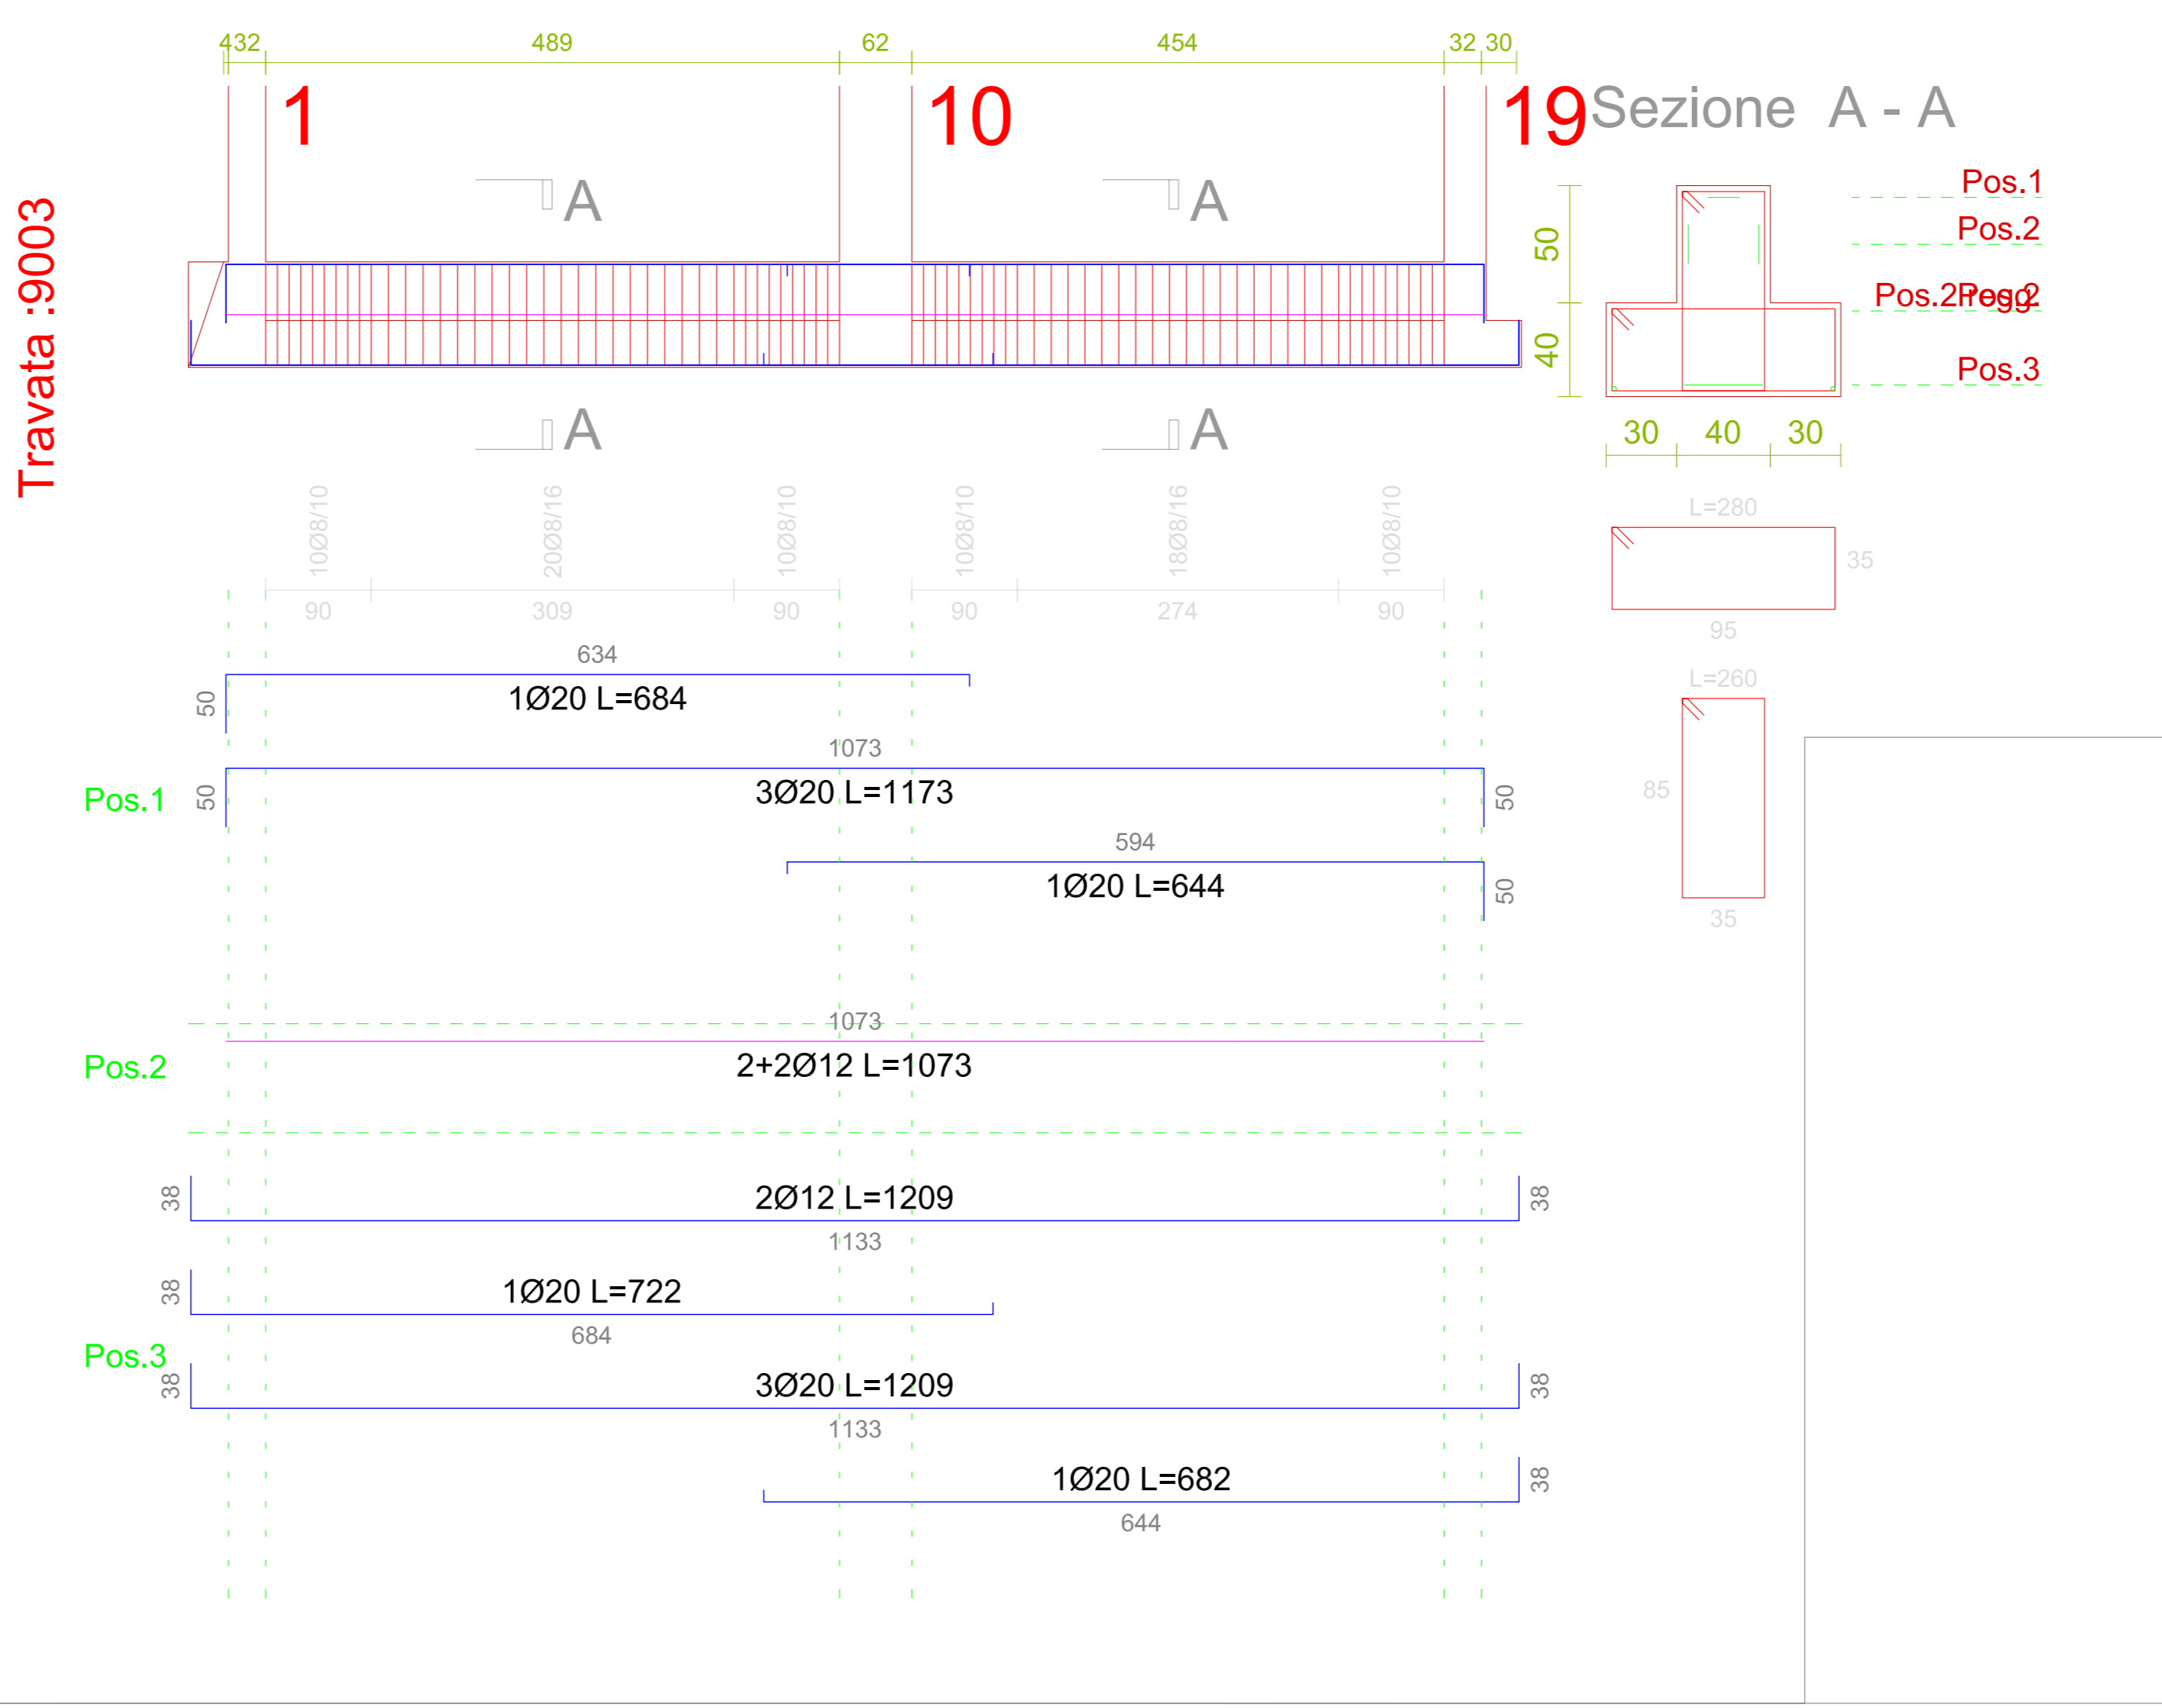 432 489 62 454 32 30
1 10 19 Sezione A - A
Travata :9003
A A
A A
Pos.1
Pos.2
Pos.2 Pos.2
Pos.3
50
40
30 40 30
10Ø8/10 20Ø8/16 10Ø8/10 10Ø8/10 18Ø8/16 10Ø8/10
90 309 90 90 274 90
L=280
35
95
L=260
85
35
634
50
1Ø20 L=684
1073
Pos.1 50 50
3Ø20 L=1173
594
1Ø20 L=644
50
1073
Pos.2
2+2Ø12 L=1073
38 2Ø12 L=1209 38
1133
38 1Ø20 L=722
684
Pos.3
38 3Ø20 L=1209 38
1133
1Ø20 L=682 38
644